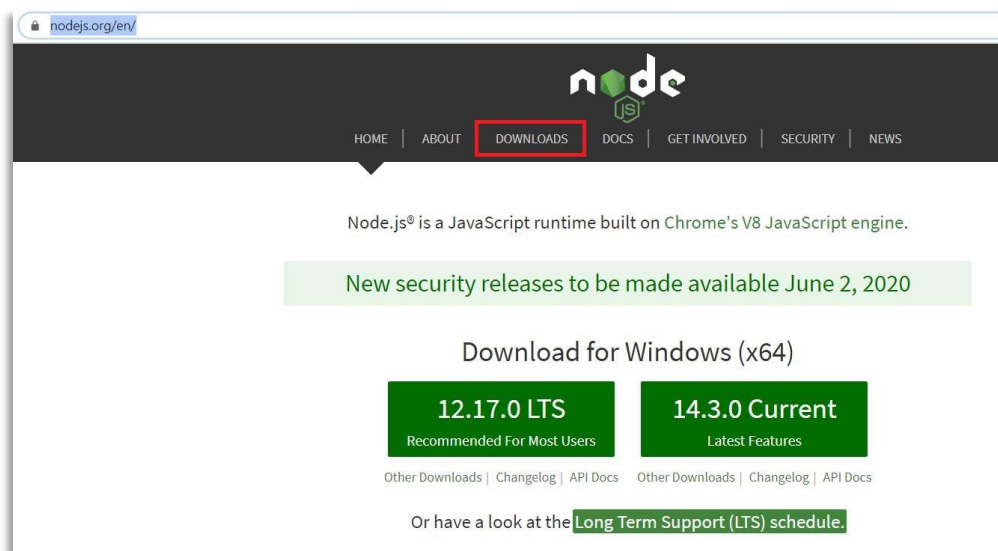 nodejs.org/en/
node
JS
HOME | ABOUT DOWNLOADS DOCS | GET INVOLVED | SECURITY | NEWS
Node.js® is a JavaScript runtime built on Chrome's V8 JavaScript engine.
New security releases to be made available June 2, 2020
Download for Windows (x64)
12.17.0 LTS 14.3.0 Current
Recommended For Most Users Latest Features
Other Downloads | Changelog | API Docs Other Downloads | Changelog | API Docs
Or have a look at the Long Term Support (LTS) schedule.